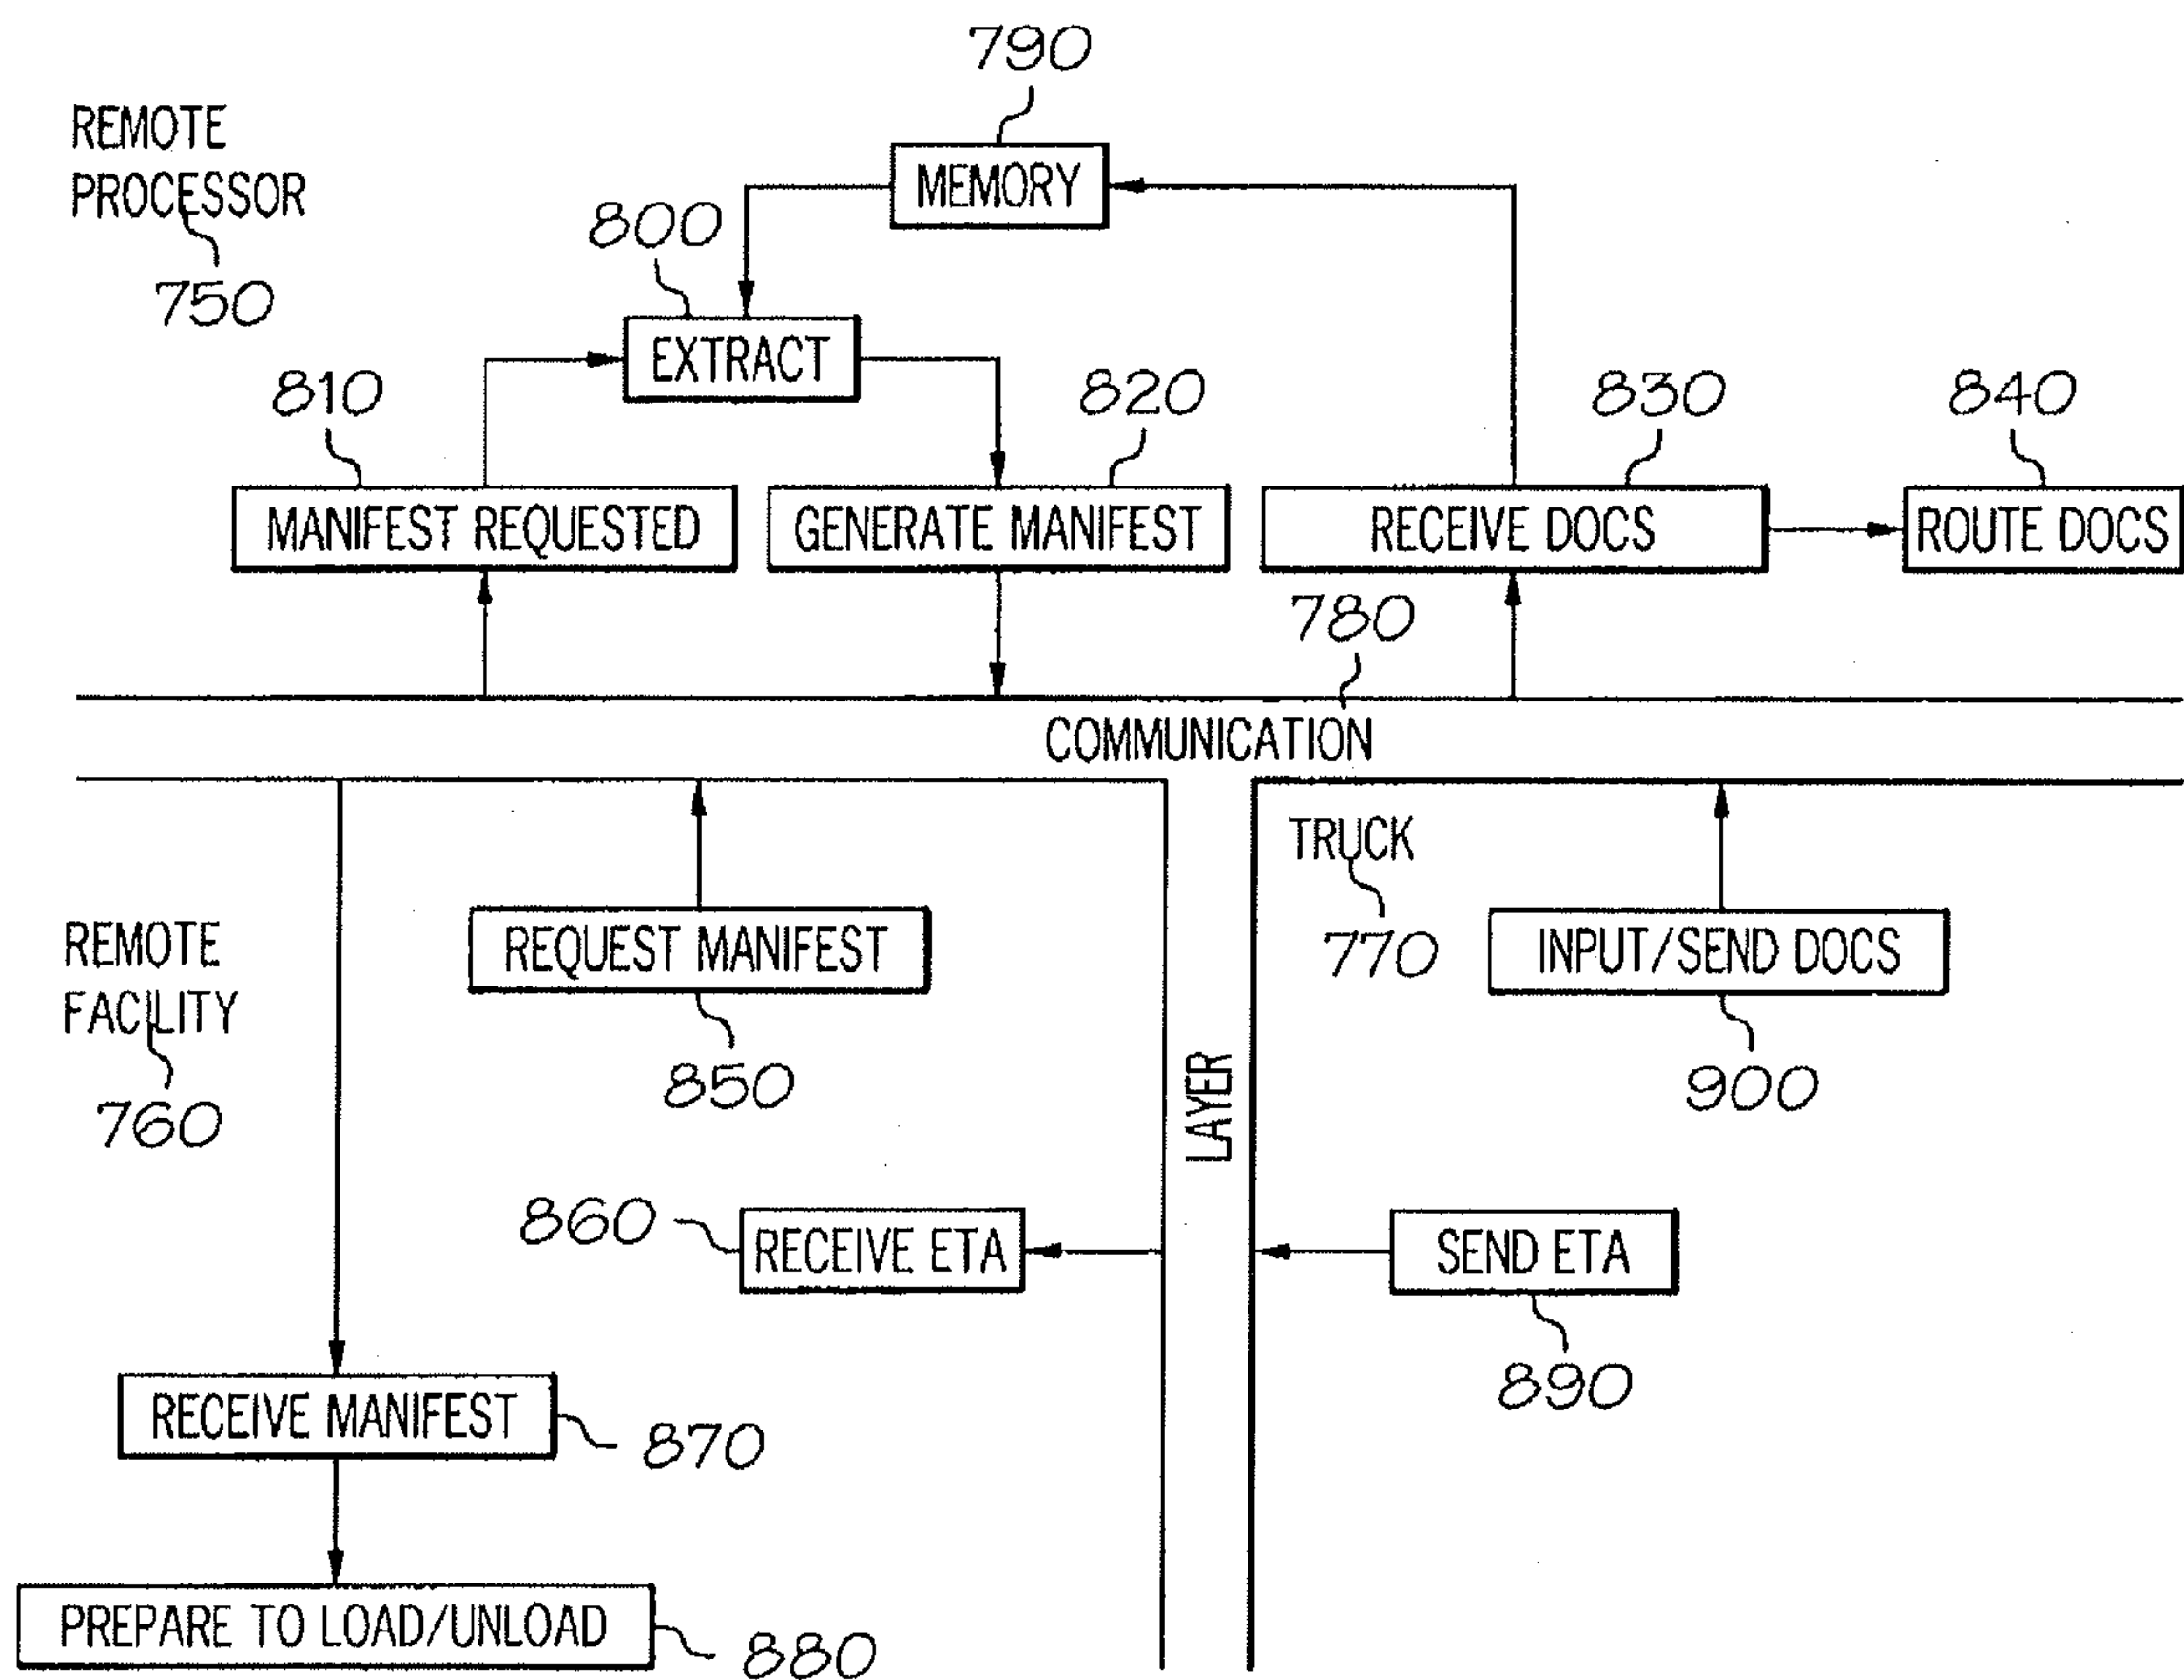 790
REMOTE
PROCESSOR
750
MEMORY
800
EXTRACT
810
820
830
840
MANIFEST REQUESTED
GENERATE MANIFEST
RECEIVE DOCS
ROUTE DOCS
780
COMMUNICATION
LAYER
REMOTE
FACILITY
760
REQUEST MANIFEST
850
TRUCK
770
INPUT/SEND DOCS
900
860
RECEIVE ETA
SEND ETA
890
RECEIVE MANIFEST
870
PREPARE TO LOAD/UNLOAD
880